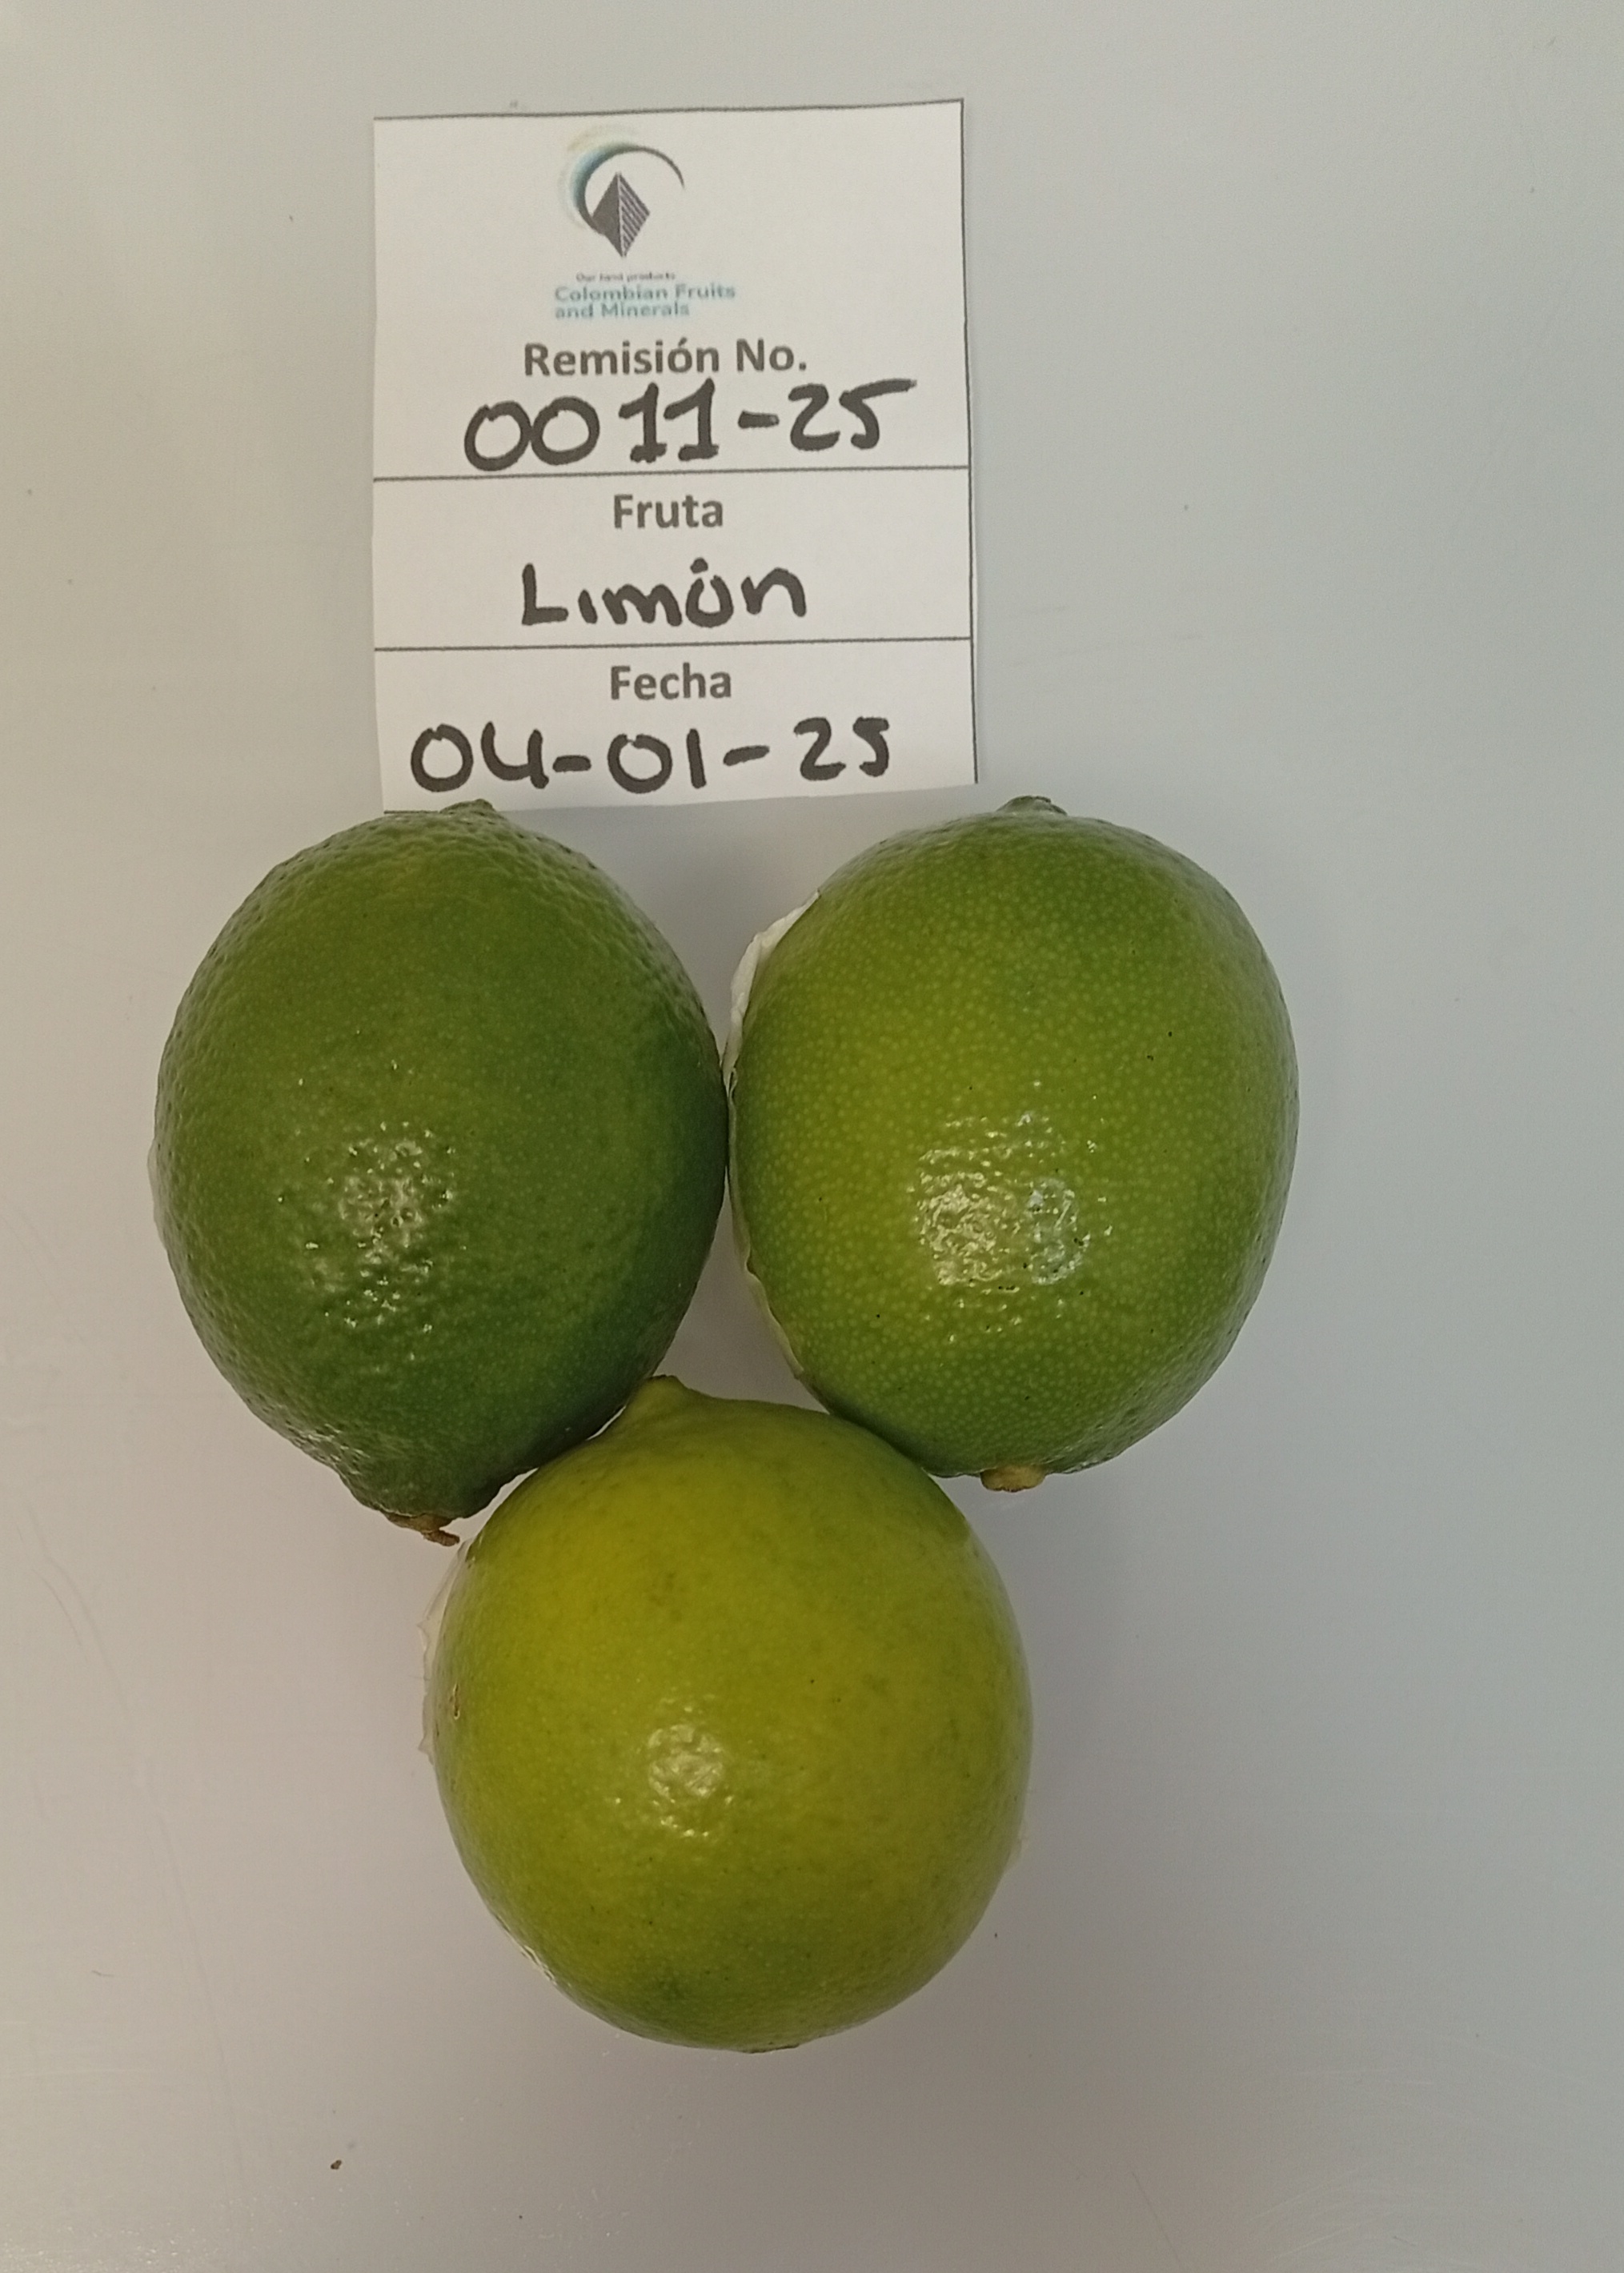 Our land products
Colombian Fruits
and Minerals
Remisión No.
0011-25
Fruta
Limón
Fecha
04-01-25